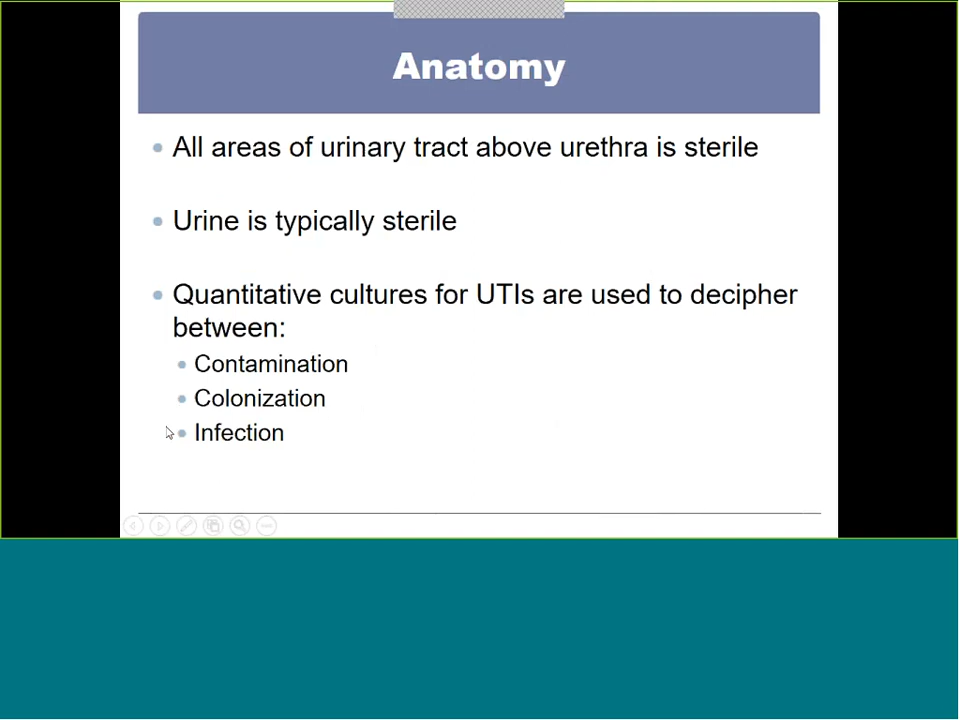 Anatomy
All areas of urinary tract above urethra is sterile
Urine is typically sterile
Quantitative cultures for UTIs are used to decipher
between:
Contamination
Colonization
Infection